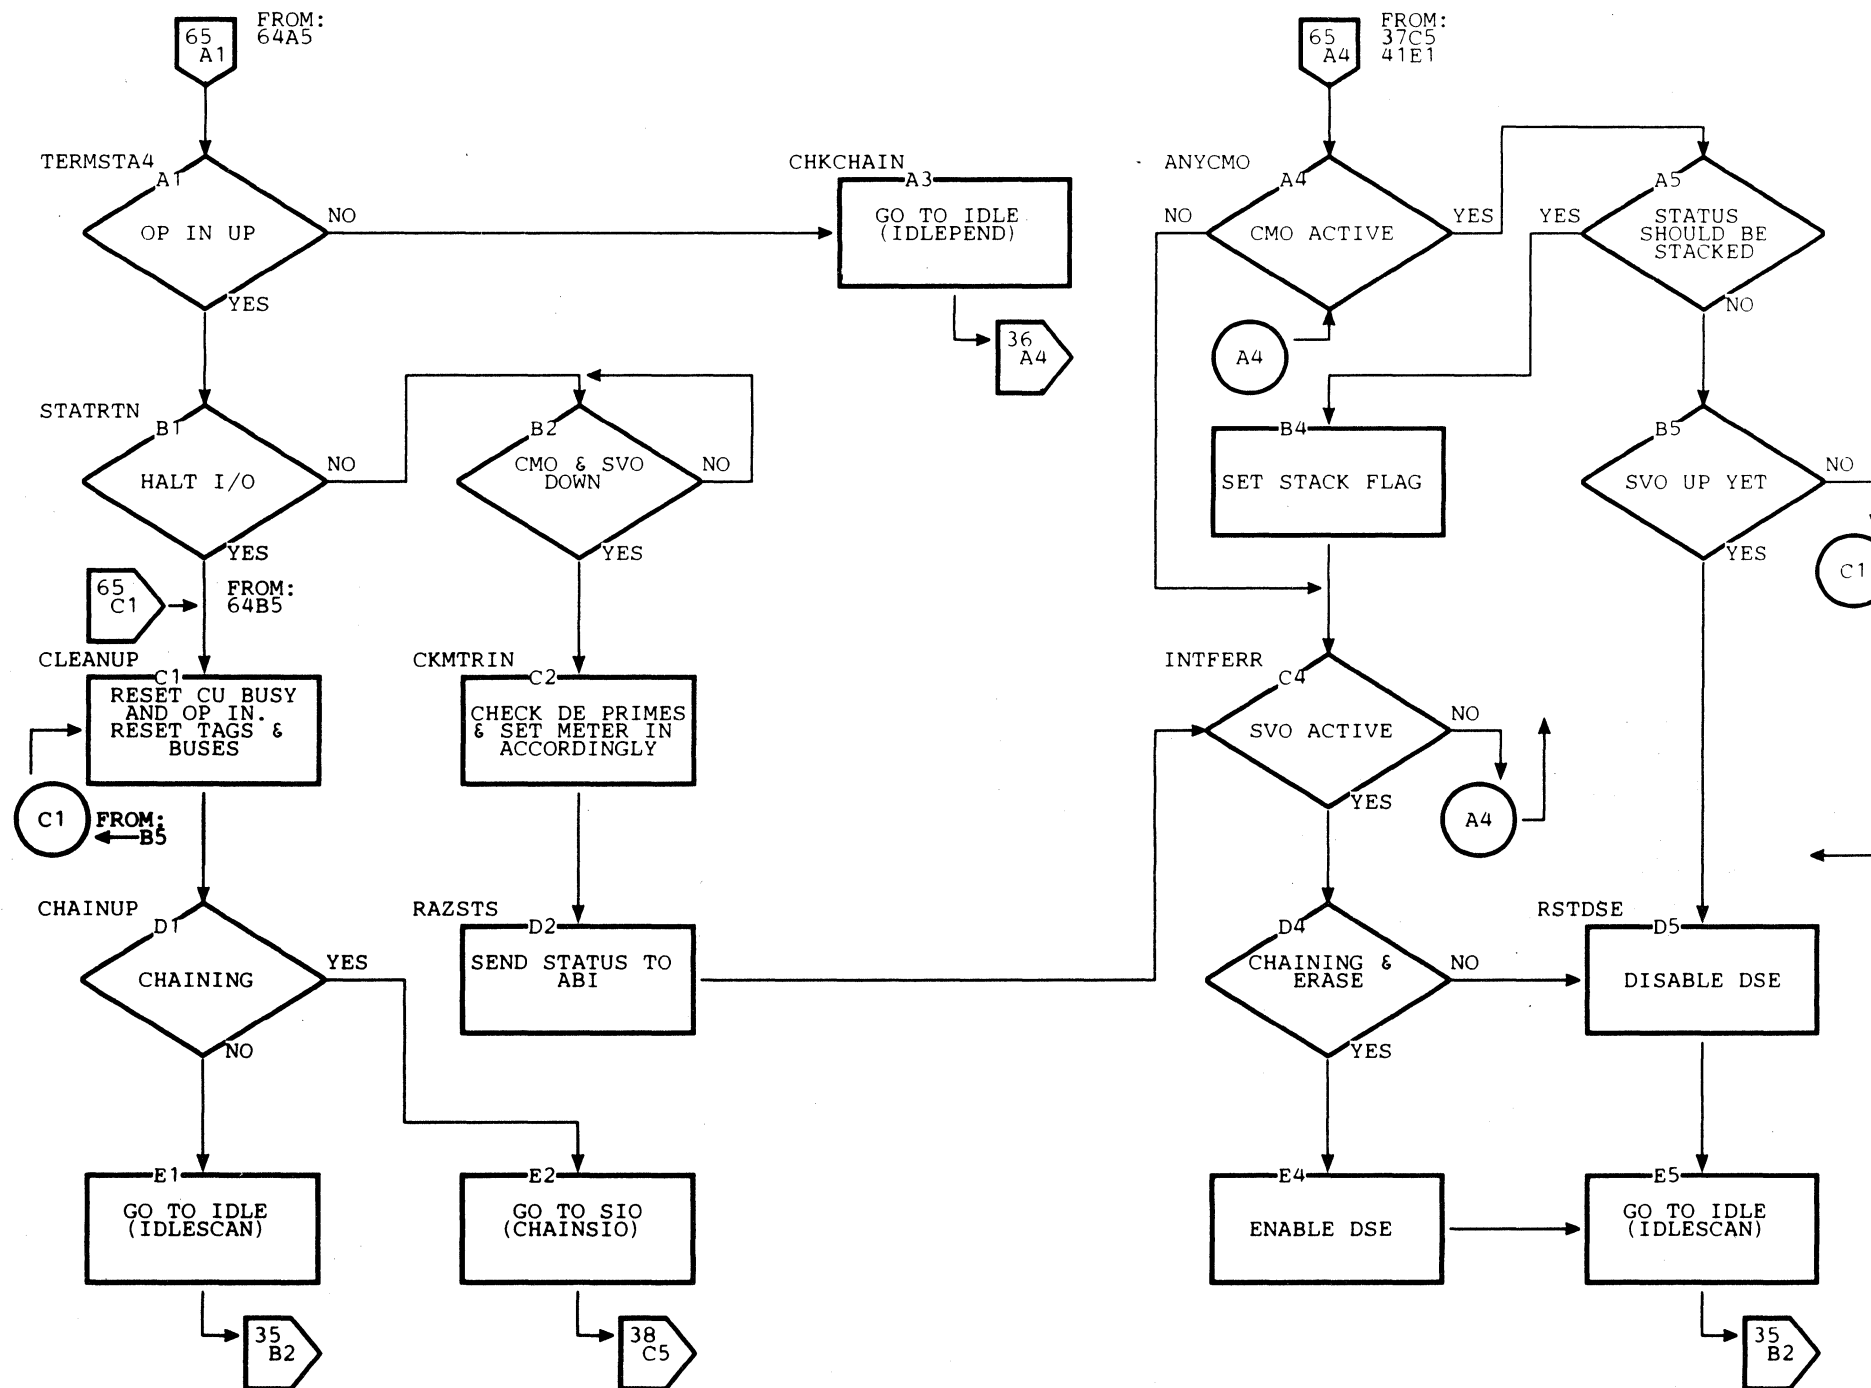 65
A1
FROM:
64A5
TERMSTA4
A1
OP IN UP
NO
YES
CHKCHAIN
A3
GO TO IDLE
(IDLEPEND)
36
A4
STATRTN
B1
HALT I/O
NO
YES
B2
CMO & SVO
DOWN
NO
YES
65
C1
FROM:
64B5
CLEANUP
C1
RESET CU BUSY
AND OP IN.
RESET TAGS &
BUSES
C1
FROM:
B5
CKMTRIN
C2
CHECK DE PRIMES
& SET METER IN
ACCORDINGLY
CHAINUP
D1
CHAINING
YES
NO
RAZSTS
D2
SEND STATUS TO
ABI
E1
GO TO IDLE
(IDLESCAN)
35
B2
E2
GO TO SIO
(CHAINSIO)
38
C5
65
A4
FROM:
37C5
41E1
ANYCMO
A4
CMO ACTIVE
NO
YES
A4
A5
STATUS
SHOULD BE
STACKED
YES
NO
B4
SET STACK FLAG
B5
SVO UP YET
NO
YES
C1
INTFERR
C4
SVO ACTIVE
NO
YES
A4
D4
CHAINING &
ERASE
NO
YES
RSTDSE
D5
DISABLE DSE
E4
ENABLE DSE
E5
GO TO IDLE
(IDLESCAN)
35
B2